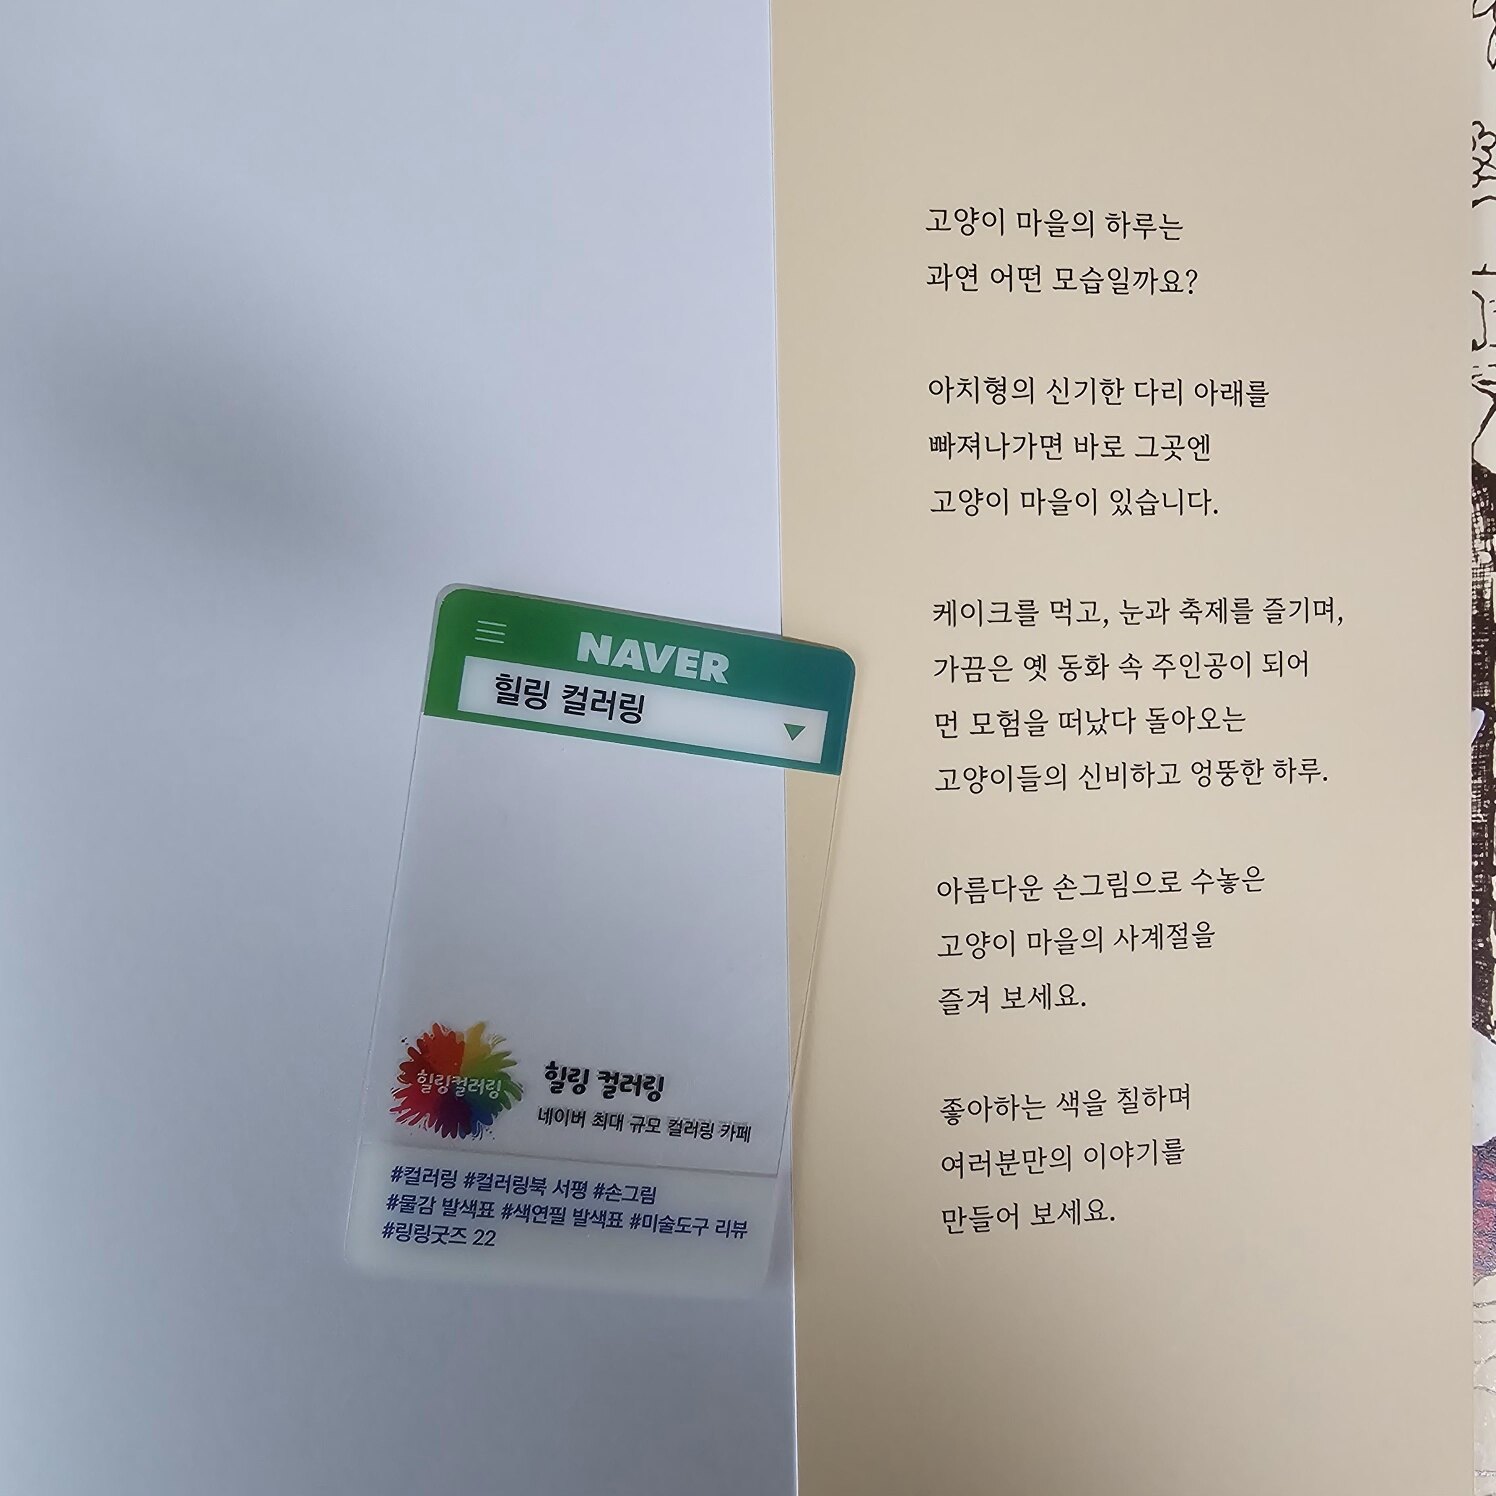 고양이 마을의 하루는
과연 어떤 모습일까요?
아치형의 신기한 다리 아래를
빠져나가면 바로 그곳엔
고양이 마을이 있습니다.
케이크를 먹고, 눈과 축제를 즐기며,
가끔은 옛 동화 속 주인공이 되어
먼 모험을 떠났다 돌아오는
고양이들의 신비하고 엉뚱한 하루.
아름다운 손그림으로 수놓은
고양이 마을의 사계절을
즐겨 보세요.
좋아하는 색을 칠하며
여러분만의 이야기를
만들어 보세요.
NAVER
힐링 컬러링
힐링컬러링
힐링 컬러링
네이버 최대 규모 컬러링 카페
#컬러링 #컬러링북 서평 #손그림
#물감 발색표 #색연필 발색표 #미술도구 리뷰
#링링굿즈 22